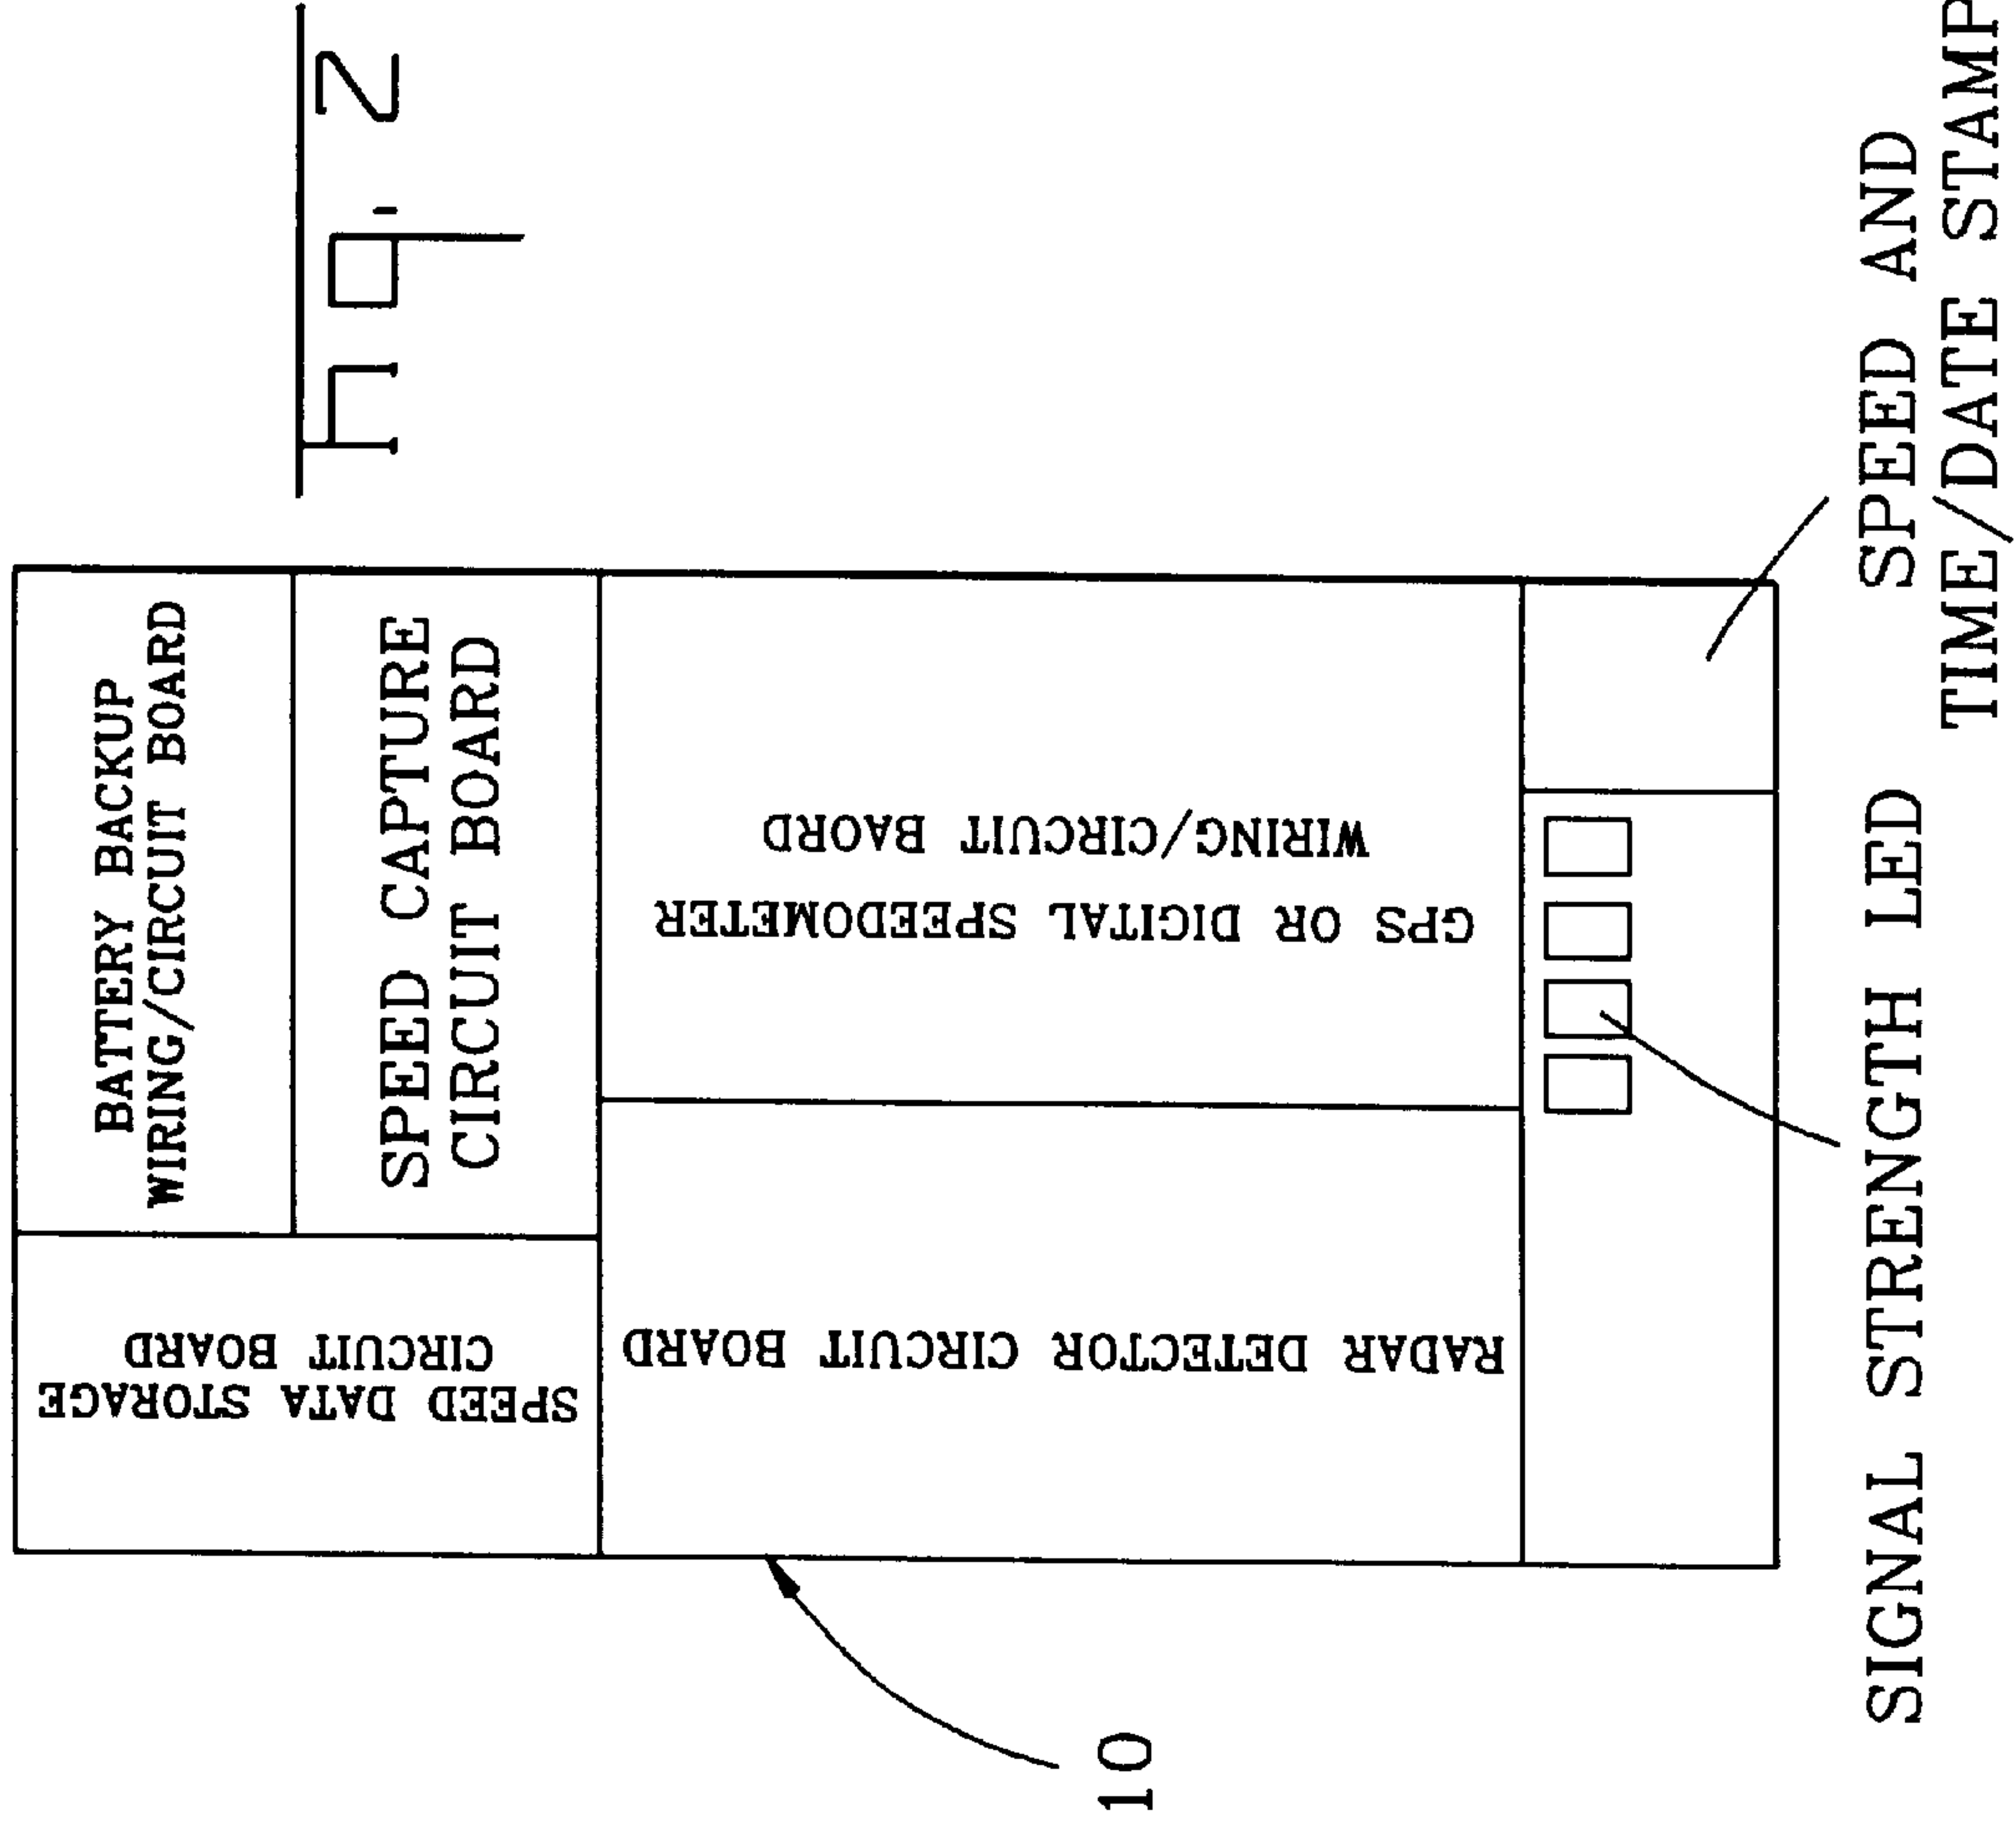 Fig. 2
BATTERY BACKUP
WIRING/CIRCUIT BOARD
SPEED CAPTURE
CIRCUIT BOARD
SPEED DATA STORAGE
CIRCUIT BOARD
GPS OR DIGITAL SPEEDOMETER
WIRING/CIRCUIT BAORD
RADAR DETECTOR CIRCUIT BOARD
10
SIGNAL STRENGTH LED
SPEED AND
TIME/DATE STAMP